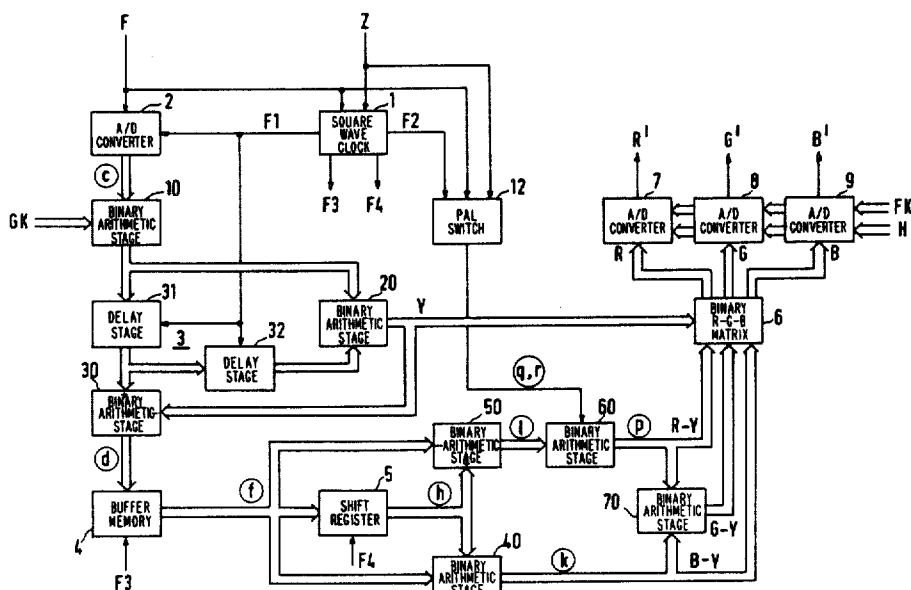 F
Z
2
A/D
CONVERTER
F1
1
SQUARE
WAVE
CLOCK
F2
F3
F4
12
PAL
SWITCH
R'
G'
B'
7
A/D
CONVERTER
8
A/D
CONVERTER
9
A/D
CONVERTER
FK
H
R
G
B
c
10
GK
BINARY
ARITHMETIC
STAGE
31
DELAY
STAGE
3
32
DELAY
STAGE
20
BINARY
ARITHMETIC
STAGE
Y
BINARY
R-G-B
MATRIX
6
30
BINARY
ARITHMETIC
STAGE
q,r
d
50
BINARY
ARITHMETIC
STAGE
i
60
BINARY
ARITHMETIC
STAGE
p
R-Y
4
BUFFER
MEMORY
F3
f
5
SHIFT
REGISTER
F4
h
70
BINARY
ARITHMETIC
STAGE
G-Y
B-Y
40
BINARY
ARITHMETIC
STAGE
k